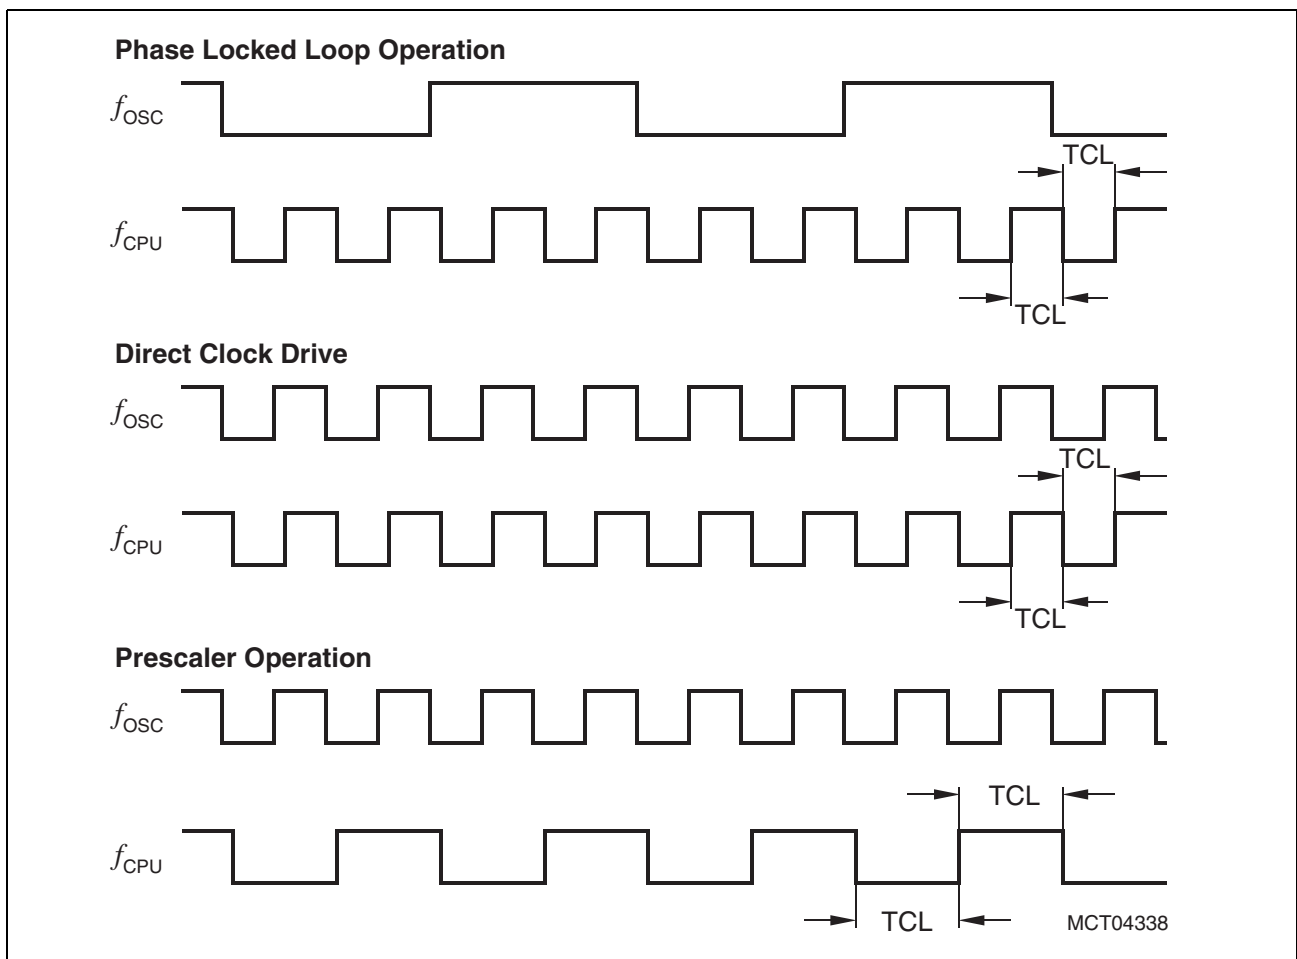 Phase Locked Loop Operation
fOSC
TCL
fCPU
TCL
Direct Clock Drive
fOSC
TCL
fCPU
TCL
Prescaler Operation
fOSC
TCL
fCPU
TCL
MCT04338